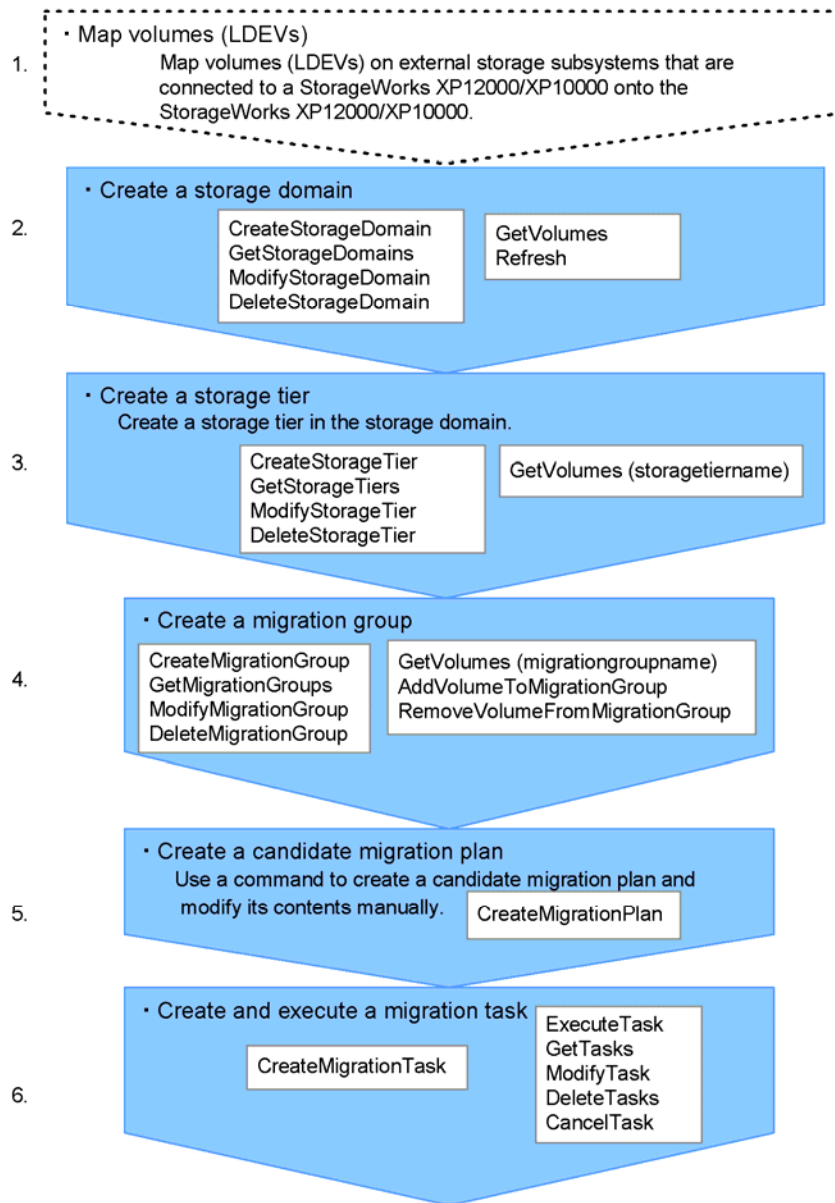 · Map volumes (LDEVs)
1.
Map volumes (LDEVs) on external storage subsystems that are
connected to a StorageWorks XP12000/XP10000 onto the
StorageWorks XP12000/XP10000.
· Create a storage domain
2.
CreateStorageDomain
GetStorageDomains
ModifyStorageDomain
DeleteStorageDomain
GetVolumes
Refresh
· Create a storage tier
Create a storage tier in the storage domain.
3.
CreateStorageTier
GetStorageTiers
ModifyStorageTier
DeleteStorageTier
GetVolumes (storagetiername)
· Create a migration group
4.
CreateMigrationGroup
GetMigrationGroups
ModifyMigrationGroup
DeleteMigrationGroup
GetVolumes (migrationgroupname)
AddVolumeToMigrationGroup
RemoveVolumeFromMigrationGroup
· Create a candidate migration plan
Use a command to create a candidate migration plan and
modify its contents manually.
5.
CreateMigrationPlan
· Create and execute a migration task
6.
CreateMigrationTask
ExecuteTask
GetTasks
ModifyTask
DeleteTasks
CancelTask